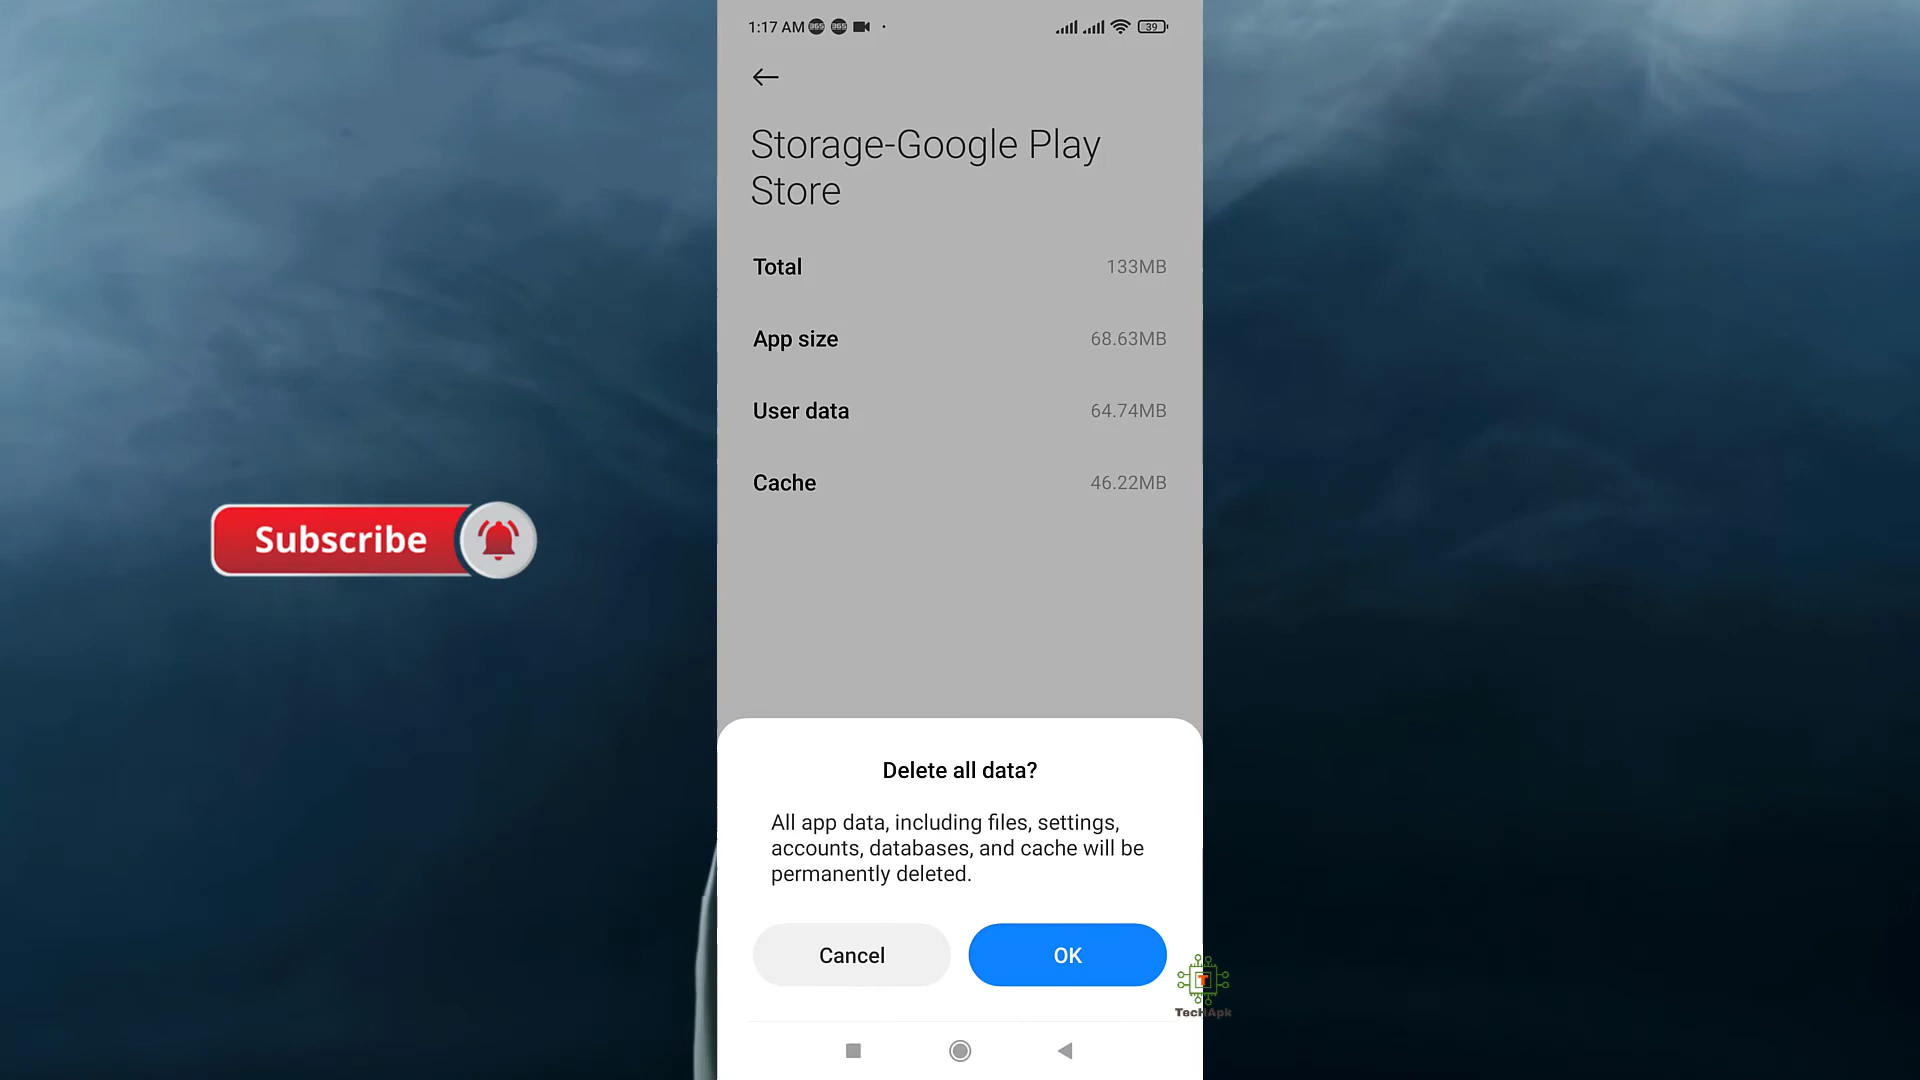 1:17 AM
39
Storage-Google Play
Store
Total 133MB
App size 68.63MB
User data 64.74MB
Cache 46.22MB
Subscribe
Delete all data?
All app data, including files, settings,
accounts, databases, and cache will be
permanently deleted.
Cancel OK
T
TecHApk